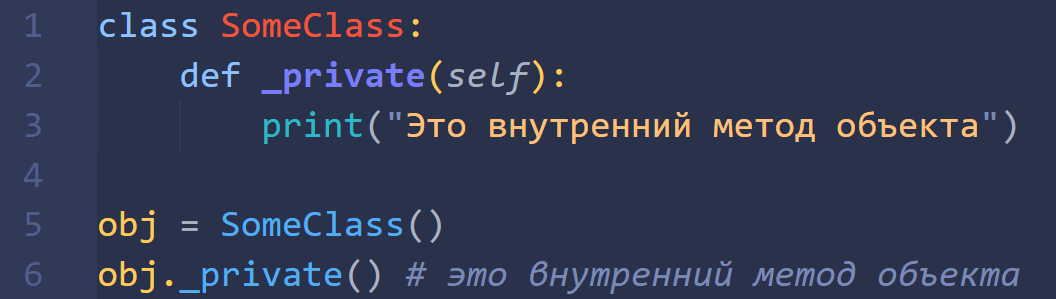 1 class SomeClass:
2     def _private(self):
3         print("Это внутренний метод объекта")
4
5 obj = SomeClass()
6 obj._private() # это внутренний метод объекта